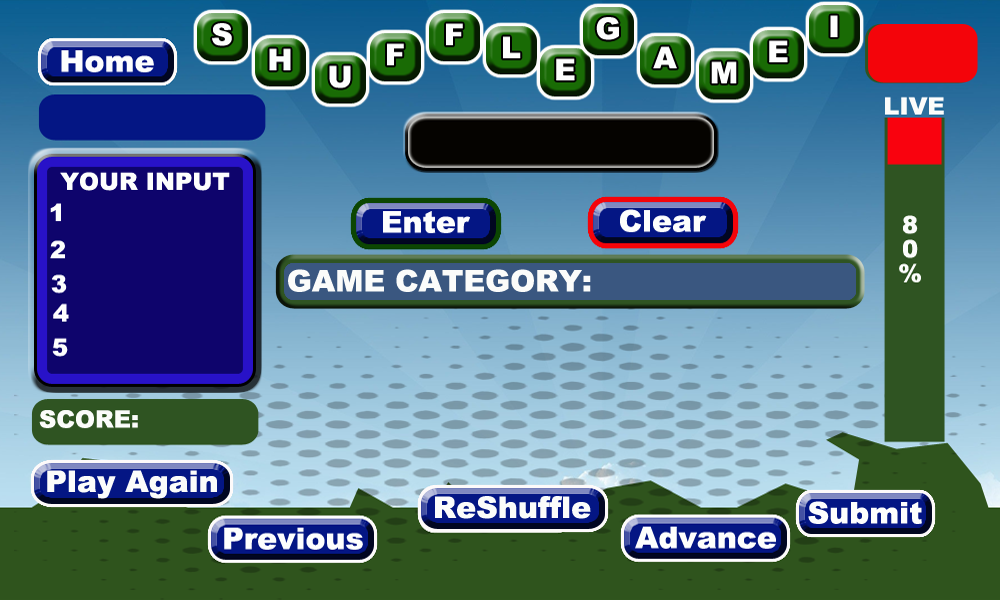 SHUFFLE GAME I
Home
LIVE
YOUR INPUT
1
2
3
4
5
Enter
Clear
GAME CATEGORY:
80%
SCORE:
Play Again
Previous
ReShuffle
Advance
Submit